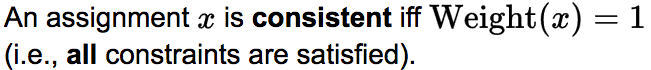 An assignment x is consistent iff Weight(x) = 1
(i.e., all constraints are satisfied).